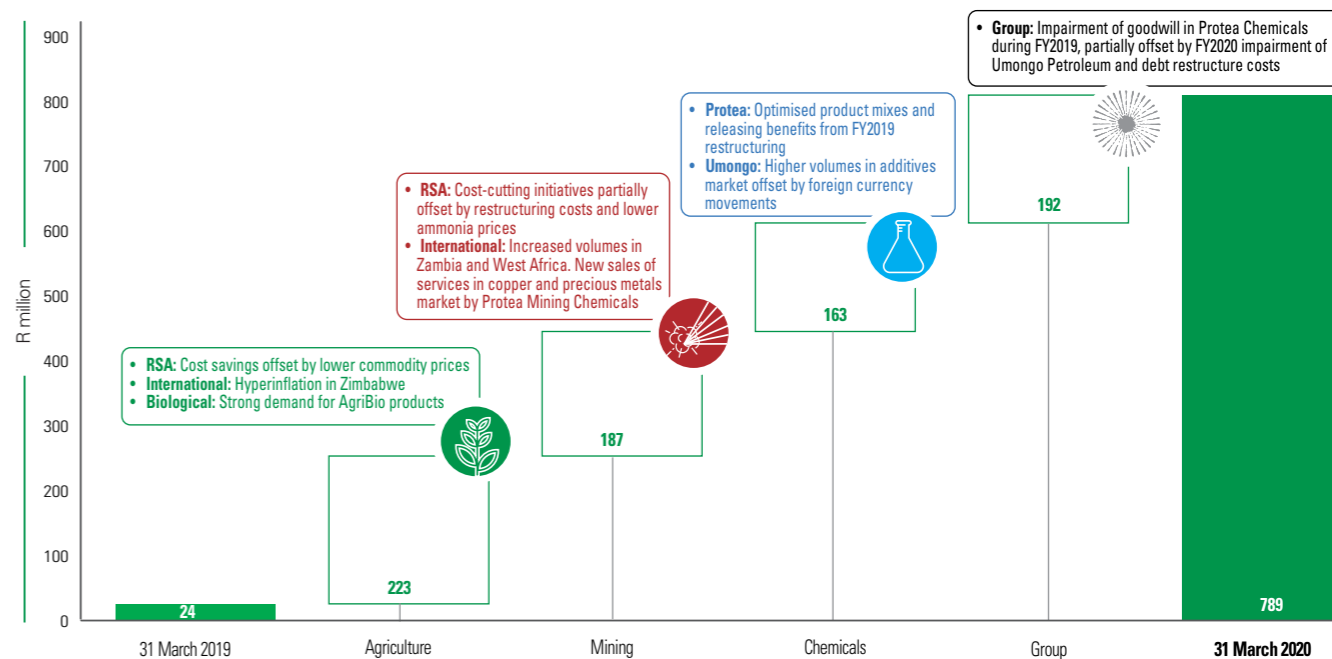 R million
900
800
700
600
500
400
300
200
100
0
• RSA: Cost savings offset by lower commodity prices
• International: Hyperinflation in Zimbabwe
• Biological: Strong demand for AgriBio products
• RSA: Cost-cutting initiatives partially
offset by restructuring costs and lower
ammonia prices
• International: Increased volumes in
Zambia and West Africa. New sales of
services in copper and precious metals
market by Protea Mining Chemicals
• Protea: Optimised product mixes and
releasing benefits from FY2019
restructuring
• Umongo: Higher volumes in additives
market offset by foreign currency
movements
• Group: Impairment of goodwill in Protea Chemicals
during FY2019, partially offset by FY2020 impairment of
Umongo Petroleum and debt restructure costs
24
223
187
163
192
789
31 March 2019
Agriculture
Mining
Chemicals
Group
31 March 2020